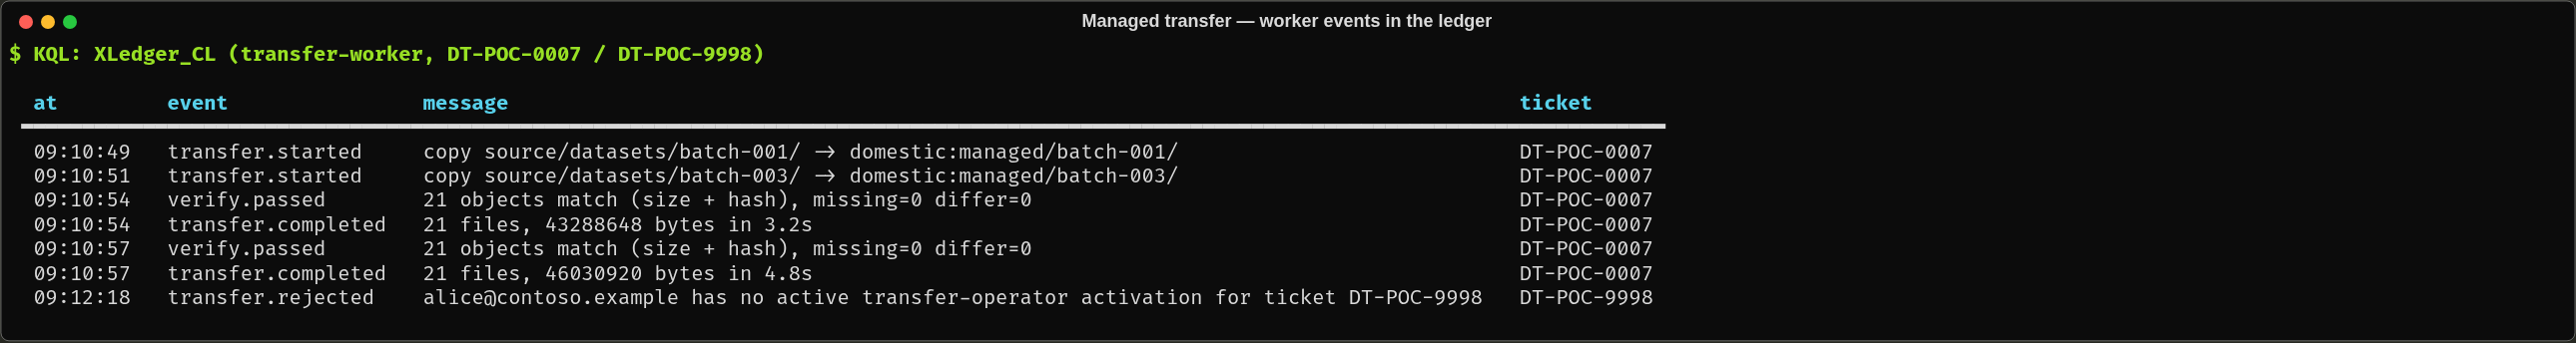 Managed transfer — worker events in the ledger
$ KQL: XLedger_CL (transfer-worker, DT-POC-0007 / DT-POC-9998)
at event message ticket
09:10:49 transfer.started copy source/datasets/batch-001/ -> domestic:managed/batch-001/ DT-POC-0007
09:10:51 transfer.started copy source/datasets/batch-003/ -> domestic:managed/batch-003/ DT-POC-0007
09:10:54 verify.passed 21 objects match (size + hash), missing=0 differ=0 DT-POC-0007
09:10:54 transfer.completed 21 files, 43288648 bytes in 3.2s DT-POC-0007
09:10:57 verify.passed 21 objects match (size + hash), missing=0 differ=0 DT-POC-0007
09:10:57 transfer.completed 21 files, 46030920 bytes in 4.8s DT-POC-0007
09:12:18 transfer.rejected alice@contoso.example has no active transfer-operator activation for ticket DT-POC-9998 DT-POC-9998